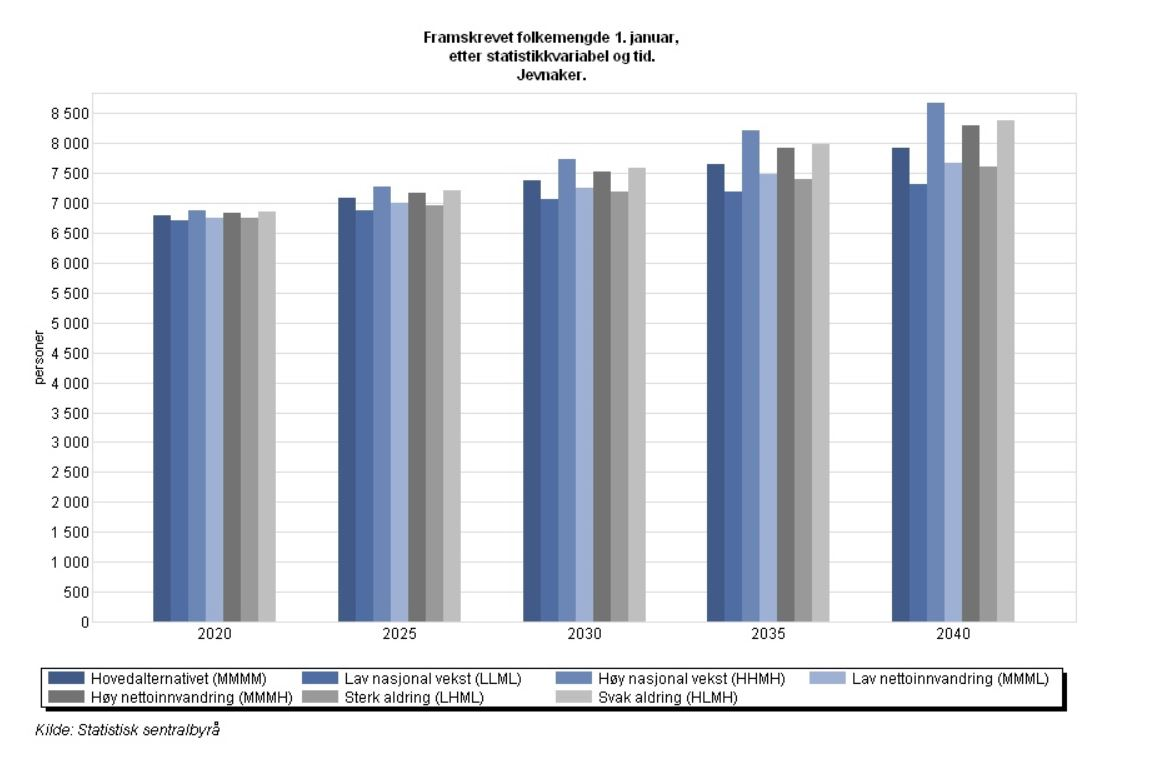 Framskrevet folkemengde 1. januar,
etter statistikkvariabel og tid.
Jevnaker.
personer
8 500
8 000
7 500
7 000
6 500
6 000
5 500
5 000
4 500
4 000
3 500
3 000
2 500
2 000
1 500
1 000
500
0
2020 2025 2030 2035 2040
Hovedalternativet (MMMM) Lav nasjonal vekst (LLML) Høy nasjonal vekst (HHMH) Lav nettoinnvandring (MMML)
Høy nettoinnvandring (MMMH) Sterk aldring (LHML) Svak aldring (HLMH)
Kilde: Statistisk sentralbyrå